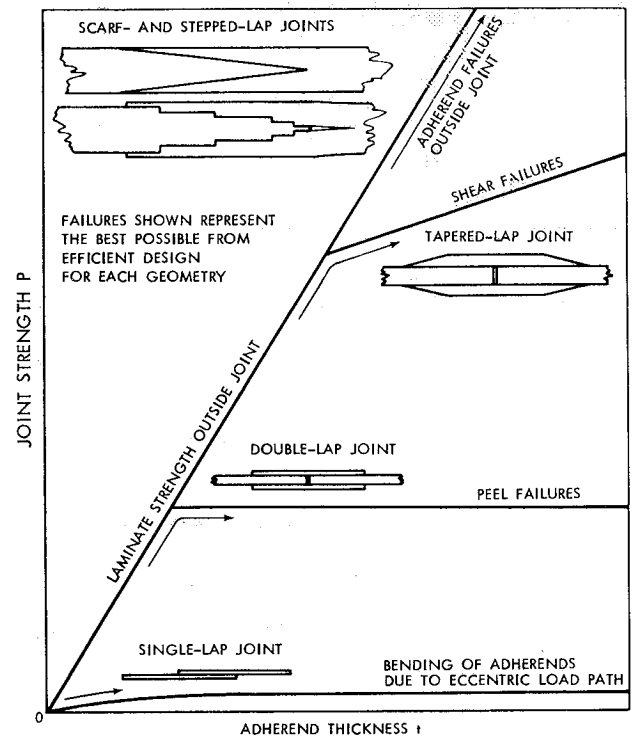 SCARF- AND STEPPED-LAP JOINTS
ADHEREND FAILURES
OUTSIDE JOINT
SHEAR FAILURES
FAILURES SHOWN REPRESENT
THE BEST POSSIBLE FROM
EFFICIENT DESIGN
FOR EACH GEOMETRY
TAPERED-LAP JOINT
JOINT STRENGTH P
LAMINATE STRENGTH OUTSIDE JOINT
DOUBLE-LAP JOINT
PEEL FAILURES
SINGLE-LAP JOINT
BENDING OF ADHERENDS
DUE TO ECCENTRIC LOAD PATH
0
ADHEREND THICKNESS t